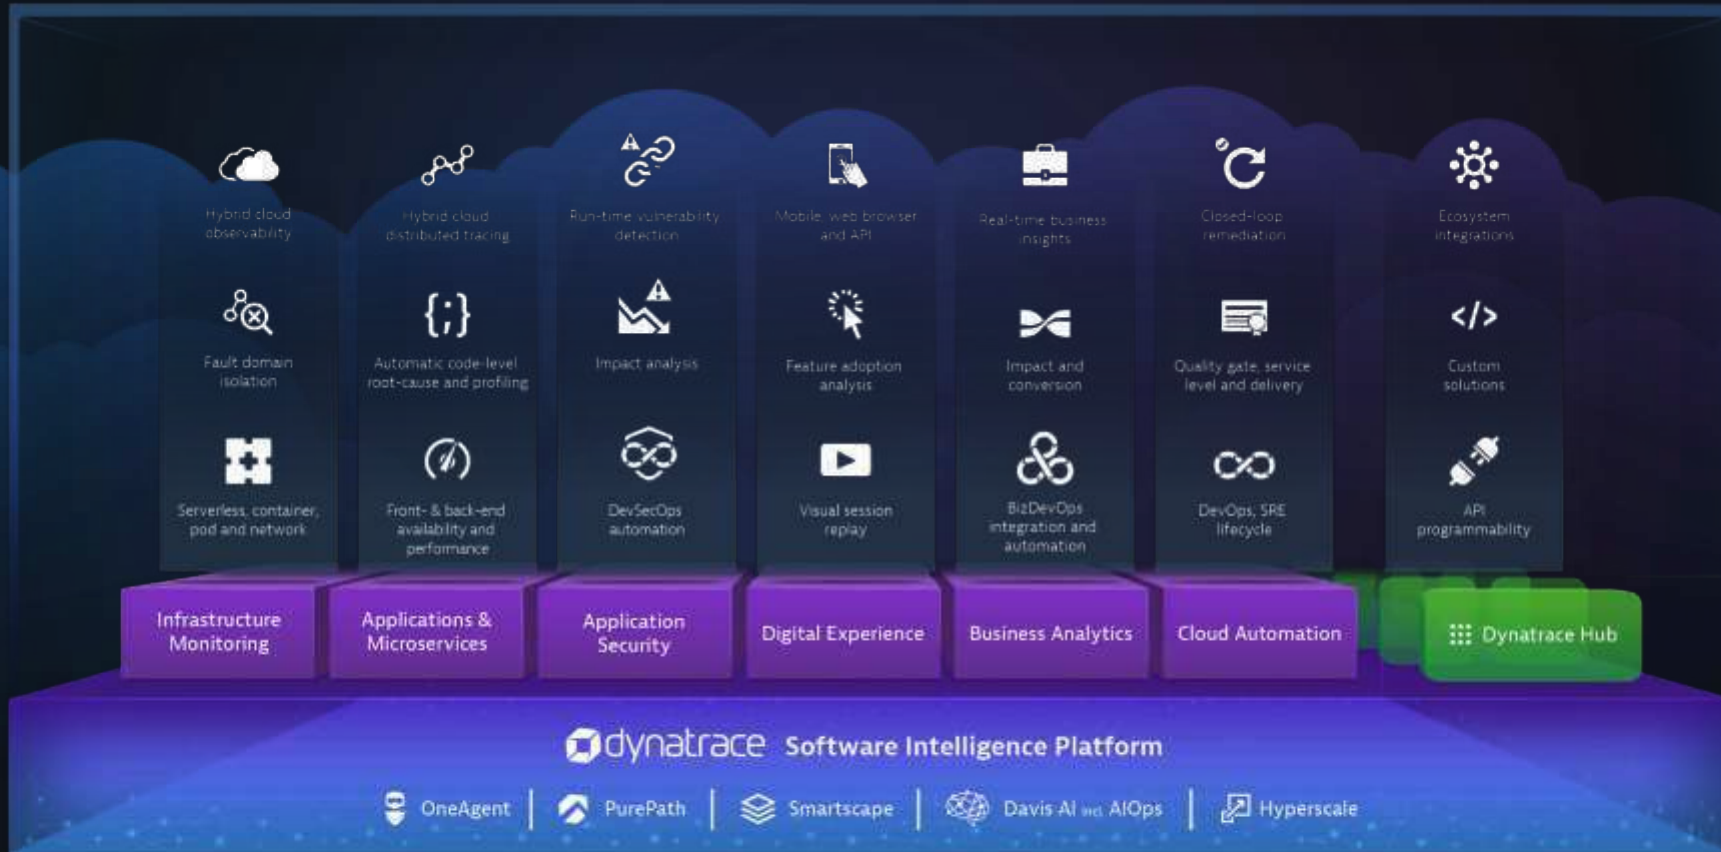 Hybrid cloud
observability
Hybrid cloud
distributed tracing
Run-time vulnerability
detection
Mobile, web browser
and API
Real-time business
insights
Closed-loop
remediation
Ecosystem
integrations
Fault domain
isolation
Automatic code-level
root-cause and profiling
Impact analysis
Feature adoption
analysis
Impact and
conversion
Quality gate, service
level and delivery
Custom
solutions
Serverless, container,
pod and network
Front- & back-end
availability and
performance
DevSecOps
automation
Visual session
replay
BizDevOps
integration and
automation
DevOps, SRE
lifecycle
API
programmability
Infrastructure
Monitoring
Applications &
Microservices
Application
Security
Digital Experience
Business Analytics
Cloud Automation
Dynatrace Hub
dynatrace Software Intelligence Platform
OneAgent | PurePath | Smartscape | Davis AI incl. AIOps | Hyperscale